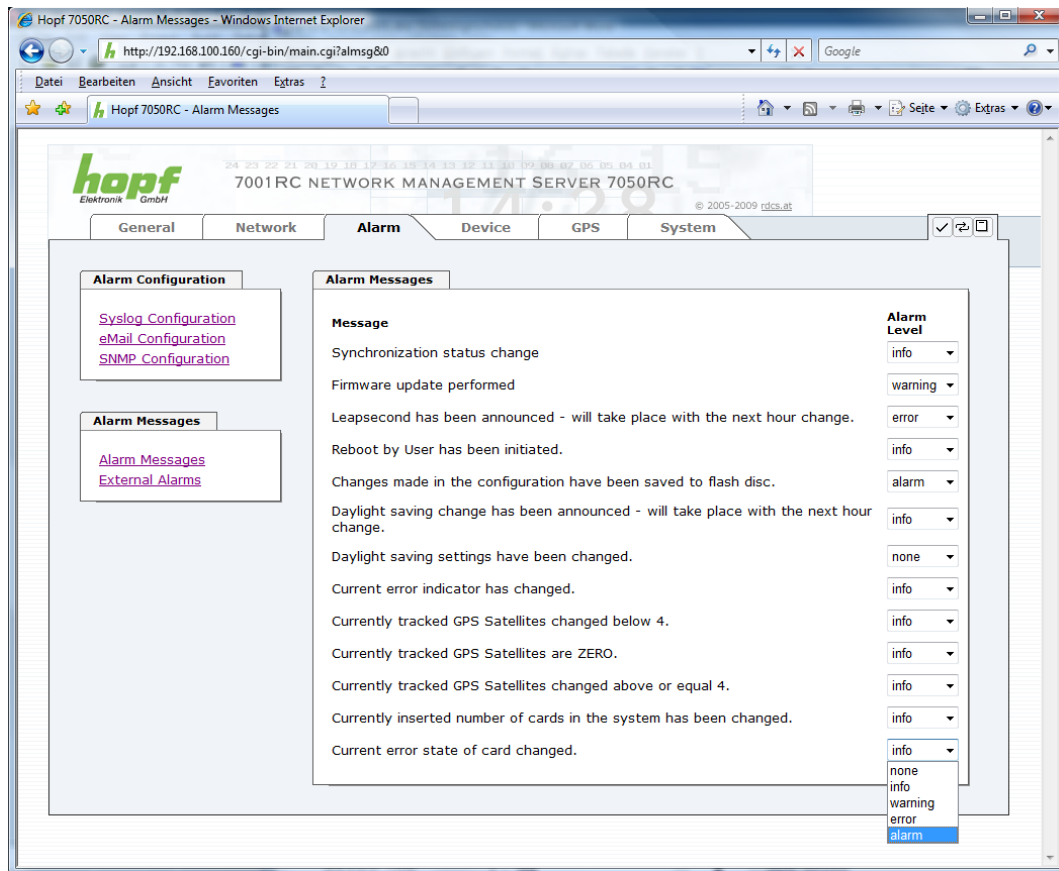 Hopf 7050RC - Alarm Messages - Windows Internet Explorer
http://192.168.100.160/cgi-bin/main.cgi?almsg&0
Google
Datei Bearbeiten Ansicht Favoriten Extras ?
Hopf 7050RC - Alarm Messages
Seite Extras
24 23 22 21 20 19 18 17 16 15 14 13 12 11 10 09 08 07 06 05 04 01
hopf
Elektronik GmbH
7001RC NETWORK MANAGEMENT SERVER 7050RC
14:28
© 2005-2009 rdcs.at
General Network Alarm Device GPS System
Alarm Configuration
Syslog Configuration
eMail Configuration
SNMP Configuration
Alarm Messages
Alarm Messages
External Alarms
Alarm Messages
Message Alarm
Level
Synchronization status change info
Firmware update performed warning
Leapsecond has been announced - will take place with the next hour change. error
Reboot by User has been initiated. info
Changes made in the configuration have been saved to flash disc. alarm
Daylight saving change has been announced - will take place with the next hour
change. info
Daylight saving settings have been changed. none
Current error indicator has changed. info
Currently tracked GPS Satellites changed below 4. info
Currently tracked GPS Satellites are ZERO. info
Currently tracked GPS Satellites changed above or equal 4. info
Currently inserted number of cards in the system has been changed. info
Current error state of card changed. info
none
info
warning
error
alarm